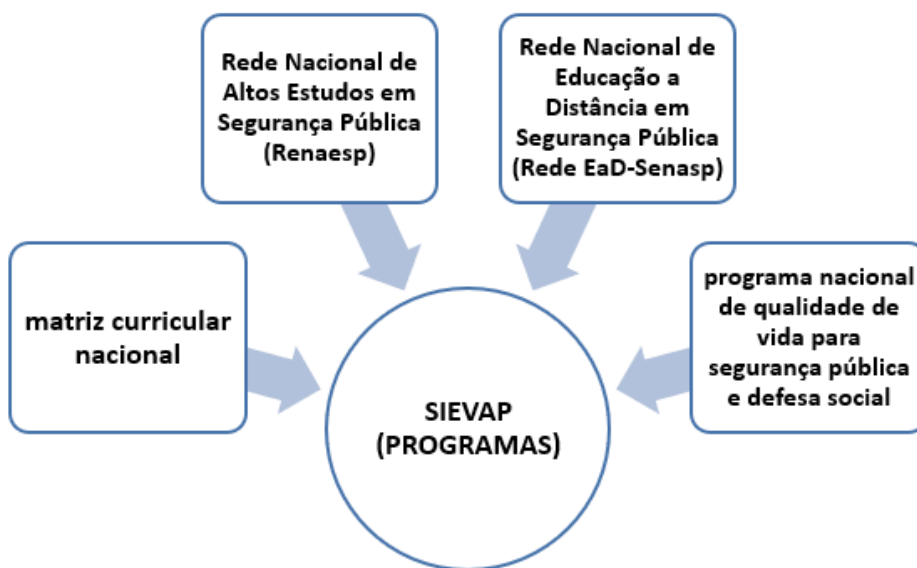 Rede Nacional de
Altos Estudos em
Segurança Pública
(Renaesp)
Rede Nacional de
Educação a
Distância em
Segurança Pública
(Rede EaD-Senasp)
matriz curricular
nacional
programa nacional
de qualidade de
vida para
segurança pública
e defesa social
SIEVAP
(PROGRAMAS)